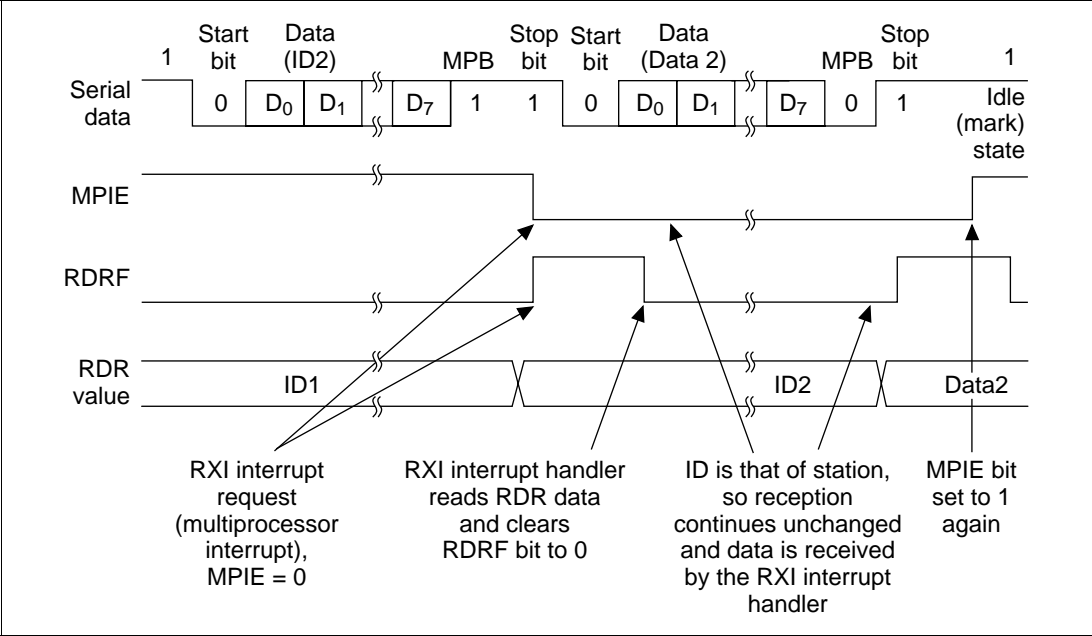 Start Data Stop Start Data Stop
1 bit (ID2) MPB bit bit (Data 2) MPB bit 1
Serial data 0 D0 D1 D7 1 1 0 D0 D1 D7 0 1 Idle (mark) state
MPIE
RDRF
RDR
value
ID1 ID2 Data2
RXI interrupt
request
(multiprocessor
interrupt),
MPIE = 0
RXI interrupt handler
reads RDR data
and clears
RDRF bit to 0
ID is that of station,
so reception
continues unchanged
and data is received
by the RXI interrupt
handler
MPIE bit
set to 1
again